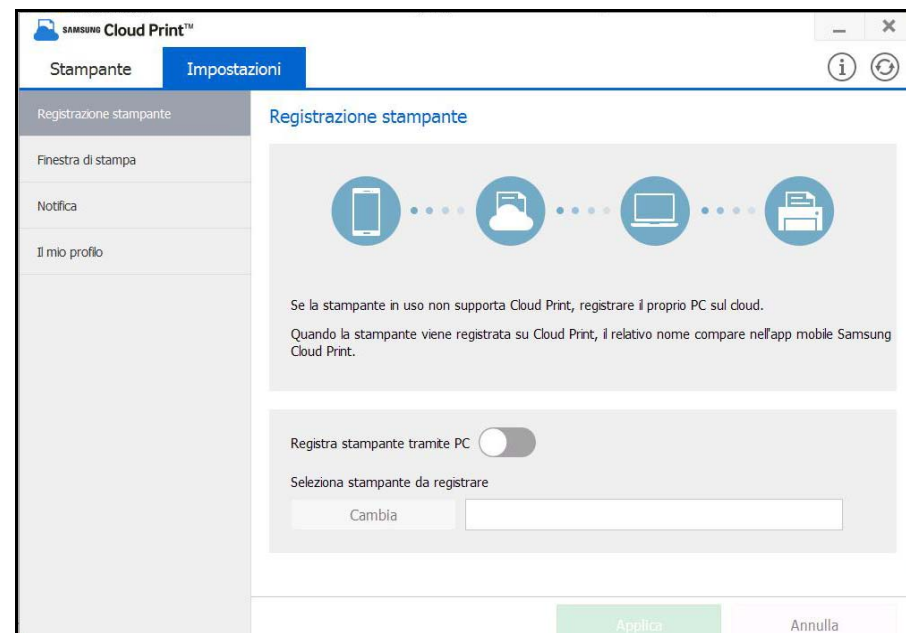 SAMSUNG Cloud Print™
Stampante
Impostazioni
Registrazione stampante
Finestra di stampa
Notifica
Il mio profilo
Registrazione stampante
Se la stampante in uso non supporta Cloud Print, registrare il proprio PC sul cloud.
Quando la stampante viene registrata su Cloud Print, il relativo nome compare nell'app mobile Samsung
Cloud Print.
Registra stampante tramite PC
Seleziona stampante da registrare
Cambia
Applica
Annulla